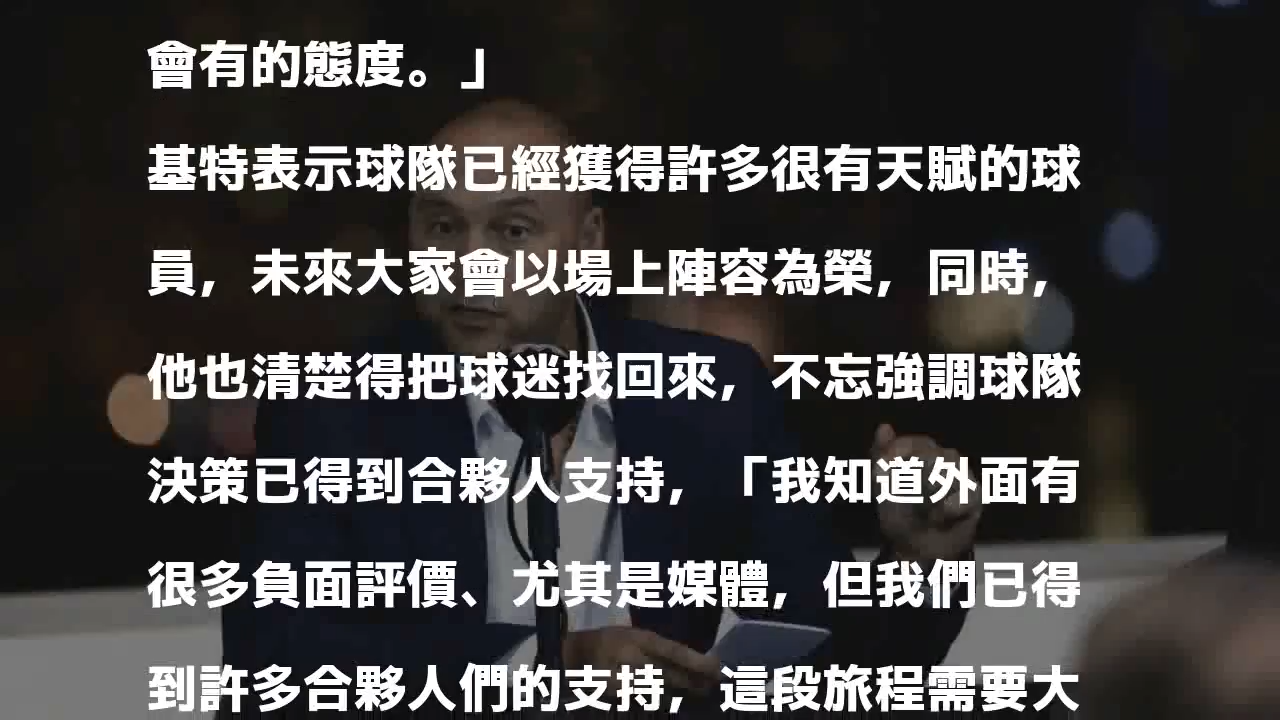 會有的態度。」
基特表示球隊已經獲得許多很有天賦的球
員，未來大家會以場上陣容為榮，同時，
他也清楚得把球迷找回來，不忘強調球隊
決策已得到合夥人支持，「我知道外面有
很多負面評價、尤其是媒體，但我們已得
到許多合夥人們的支持，這段旅程需要大